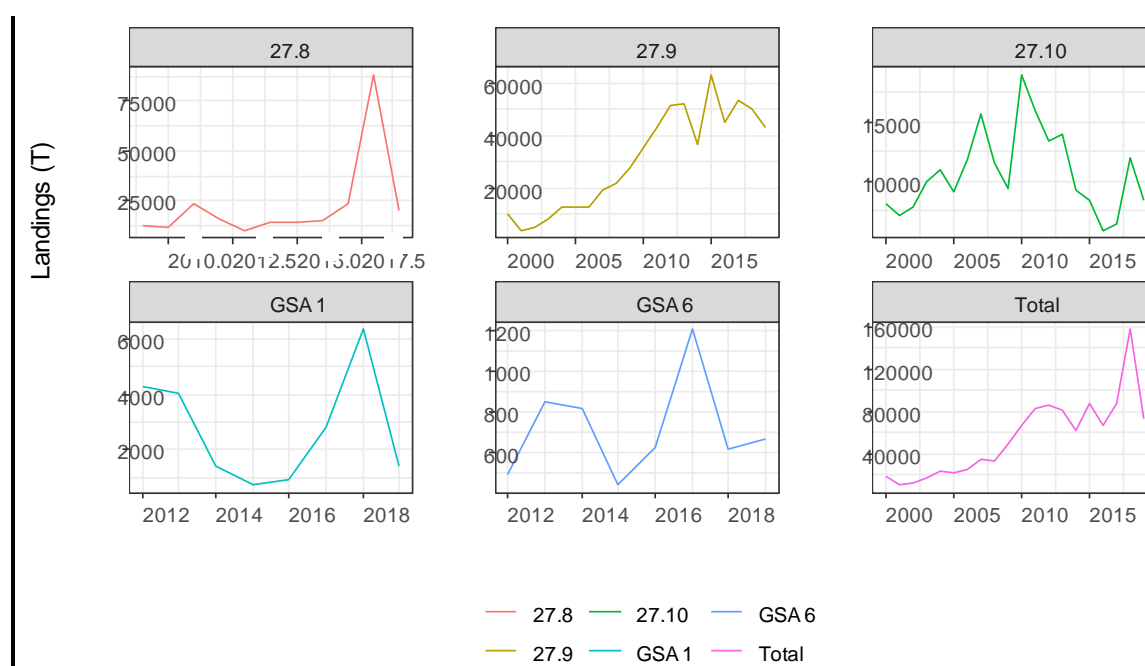 27.8 27.9 27.10
75000 60000 15000
50000 40000 10000
25000 20000
2000 2005 2010 2015
2000 2005 2010 2015
Landings (T)
GSA 1 GSA 6 Total
6000 1200 160000
4000 1000 120000
2000 800 80000
600 40000
2012 2014 2016 2018
2012 2014 2016 2018
2000 2005 2010 2015
27.8 27.10 GSA 6
27.9 GSA 1 Total